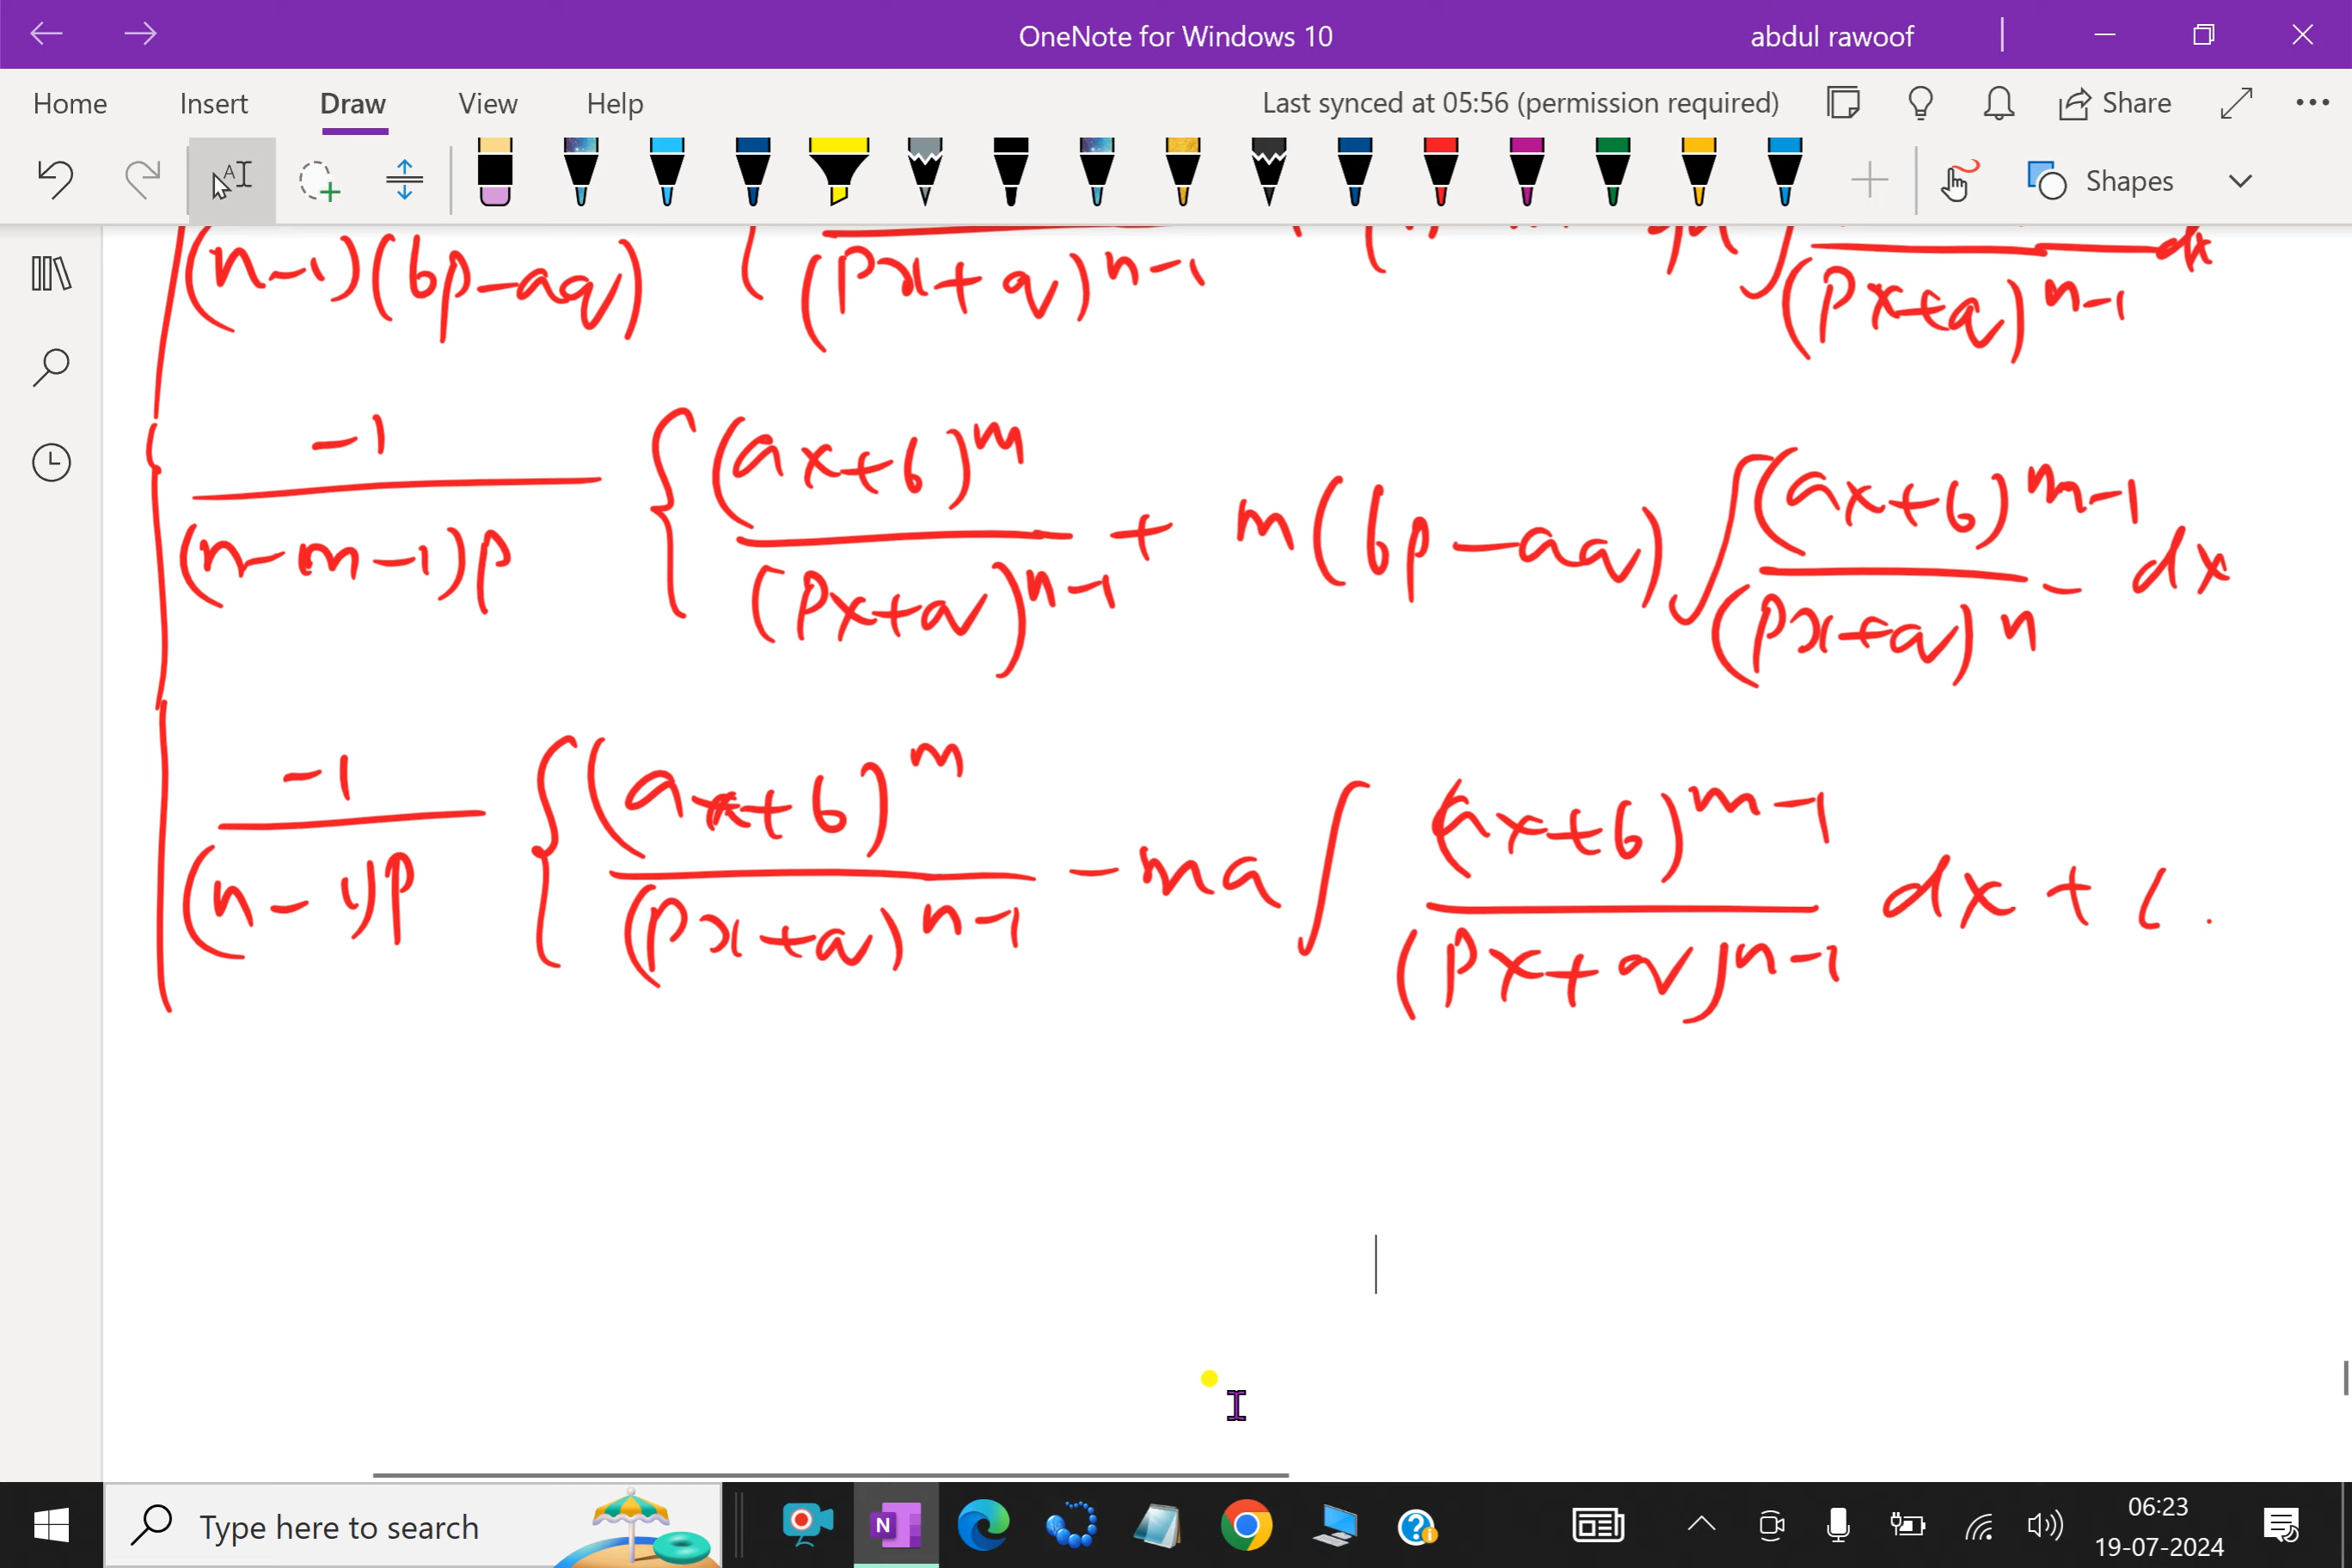 OneNote for Windows 10
abdul rawoof
Home Insert Draw View Help
Last synced at 05:56 (permission required)
Share
Shapes
(n-1)(bp-aq) { (px+q)^{n-1} ∫ dx
(px+q)^{n-1}
-1/((n-m-1)p) { (ax+b)^m/(px+q)^{n-1} + m(bp-aq) ∫ (ax+b)^{m-1}/(px+q)^n dx
-1/((n-1)p) { (ax+b)^m/(px+q)^{n-1} - ma ∫ (ax+b)^{m-1}/(px+q)^{n-1} dx + c.
Type here to search
06:23
19-07-2024